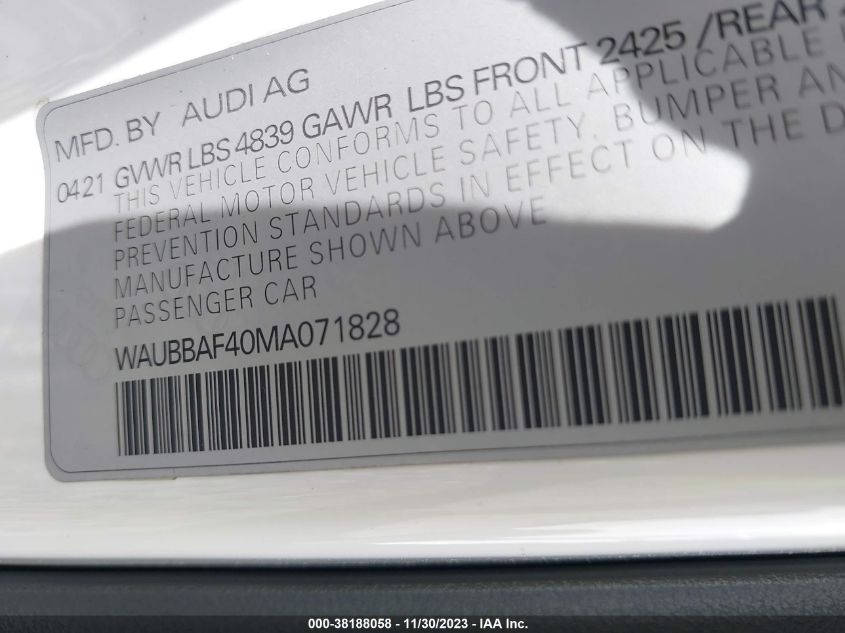 MFD. BY AUDI AG
0421 GVWR LBS 4839 GAWR LBS FRONT 2425 /REAR
THIS VEHICLE CONFORMS TO ALL APPLICABLE
FEDERAL MOTOR VEHICLE SAFETY, BUMPER AN
PREVENTION STANDARDS IN EFFECT ON THE D
MANUFACTURE SHOWN ABOVE
PASSENGER CAR
WAUBBAF40MA071828
000-38188058 - 11/30/2023 - IAA Inc.